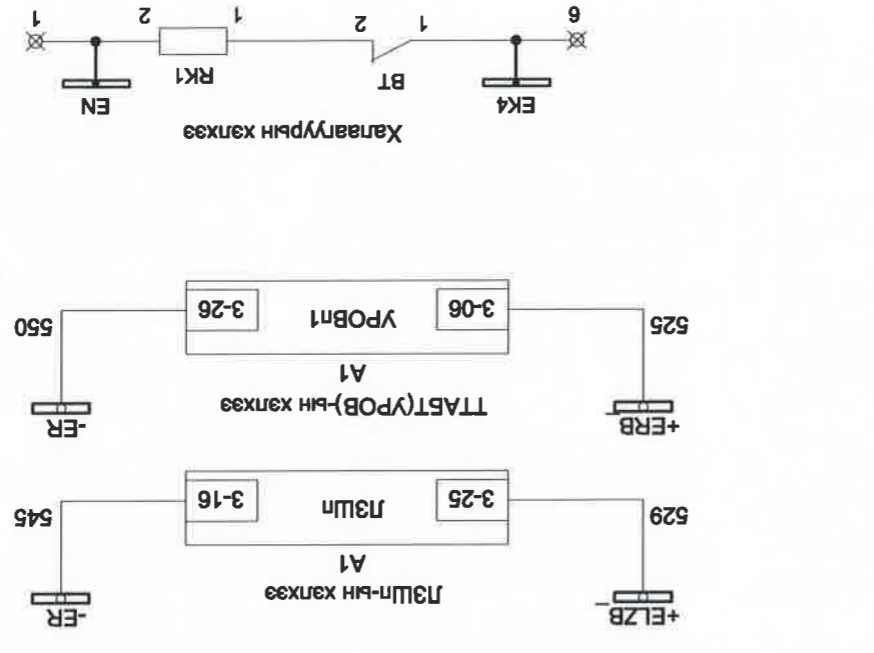 ЛЗШп-ын хэлхээ
+ELZB -ER
A1
529 3-25 ЛЗШп 3-16 545
ТТАБТ(УРОВ)-ын хэлхээ
+ERB -ER
A1
525 3-06 УРОВп1 3-26 550
Халаагуурын хэлхээ
EK4 EN
BT RK1
9 1 2 1 2 1